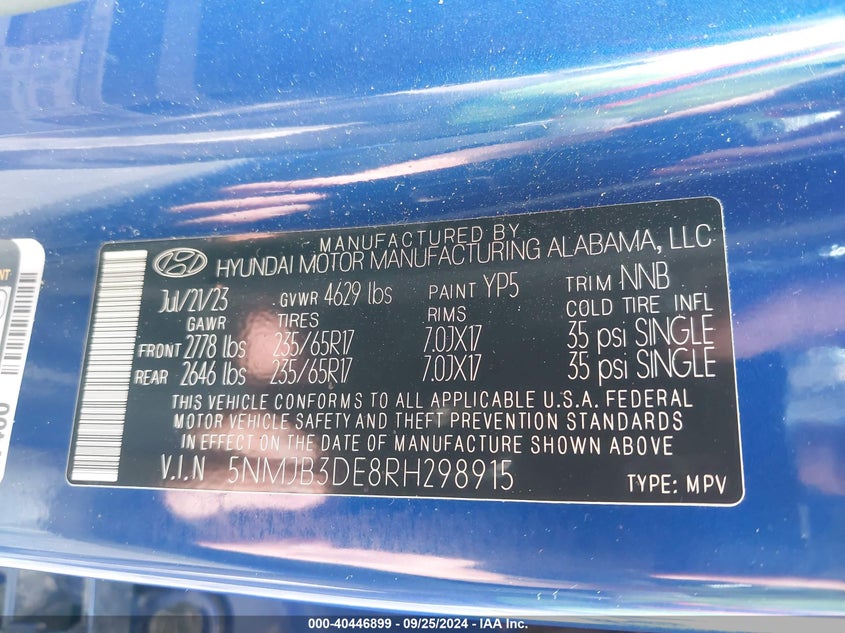 MANUFACTURED BY
HYUNDAI MOTOR MANUFACTURING ALABAMA, LLC
Jul/21/23 GVWR 4629 lbs PAINT YP5 TRIM NNB
GAWR TIRES RIMS COLD TIRE INFL
FRONT 2778 lbs 235/65R17 7.0JX17 35 psi SINGLE
REAR 2646 lbs 235/65R17 7.0JX17 35 psi SINGLE
THIS VEHICLE CONFORMS TO ALL APPLICABLE U.S.A. FEDERAL
MOTOR VEHICLE SAFETY AND THEFT PREVENTION STANDARDS
IN EFFECT ON THE DATE OF MANUFACTURE SHOWN ABOVE
V.I.N 5NMJB3DE8RH298915 TYPE: MPV
000-40446899 - 09/25/2024 - IAA Inc.